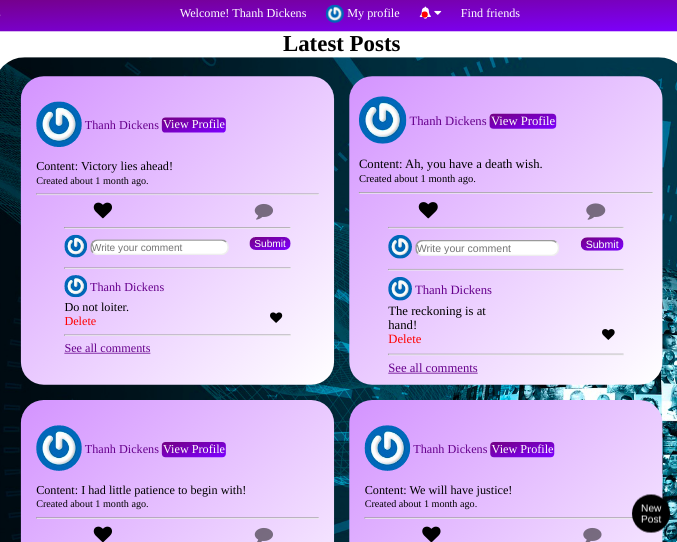 Welcome! Thanh Dickens My profile Find friends
Latest Posts
Thanh Dickens View Profile
Content: Victory lies ahead!
Created about 1 month ago.
Write your comment Submit
Thanh Dickens
Do not loiter.
Delete
See all comments
Thanh Dickens View Profile
Content: Ah, you have a death wish.
Created about 1 month ago.
Write your comment Submit
Thanh Dickens
The reckoning is at
hand!
Delete
See all comments
Thanh Dickens View Profile
Content: I had little patience to begin with!
Created about 1 month ago.
Thanh Dickens View Profile
Content: We will have justice!
Created about 1 month ago.
New
Post